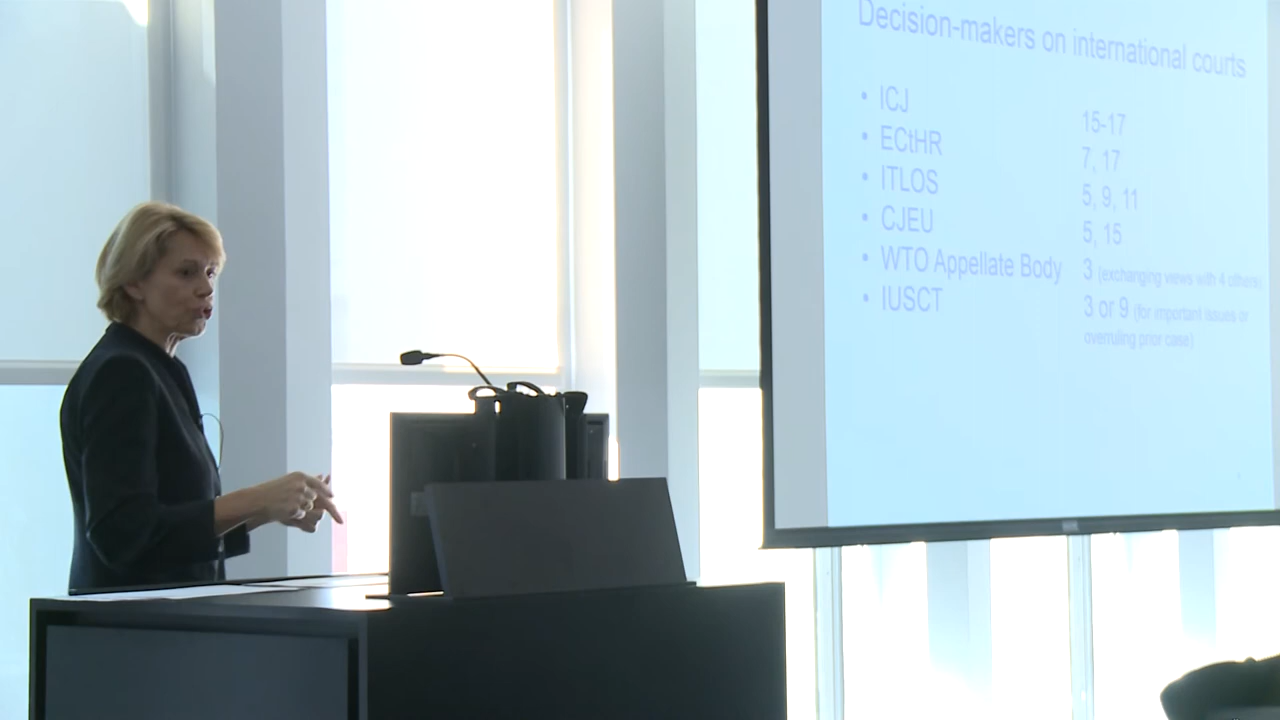 Decision-makers on international courts
• ICJ 15-17
• ECtHR 7, 17
• ITLOS 5, 9, 11
• CJEU 5, 15
• WTO Appellate Body 3 (exchanging views with 4 others)
• IUSCT 3 or 9 (for important issues or
overruling prior case)